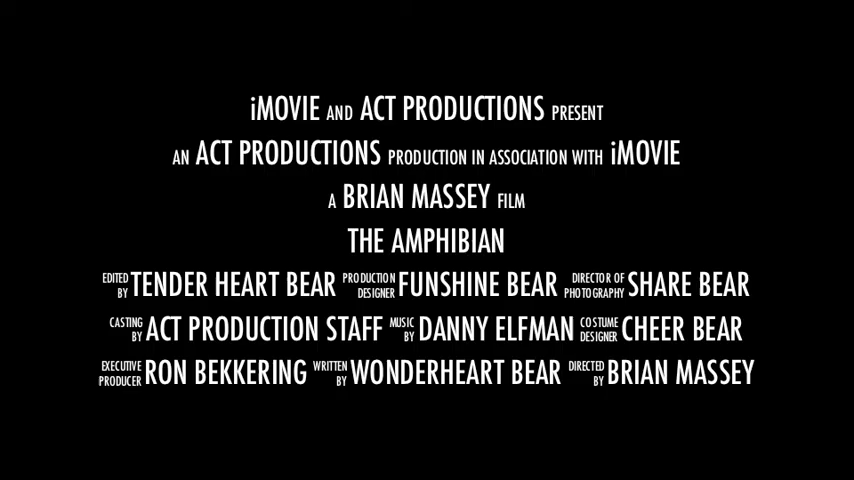 iMOVIE AND ACT PRODUCTIONS PRESENT
AN ACT PRODUCTIONS PRODUCTION IN ASSOCIATION WITH iMOVIE
A BRIAN MASSEY FILM
THE AMPHIBIAN
EDITED BY TENDER HEART BEAR PRODUCTION DESIGNER FUNSHINE BEAR DIRECTOR OF PHOTOGRAPHY SHARE BEAR
CASTING BY ACT PRODUCTION STAFF MUSIC BY DANNY ELFMAN COSTUME DESIGNER CHEER BEAR
EXECUTIVE PRODUCER RON BEKKERING WRITTEN BY WONDERHEART BEAR DIRECTED BY BRIAN MASSEY